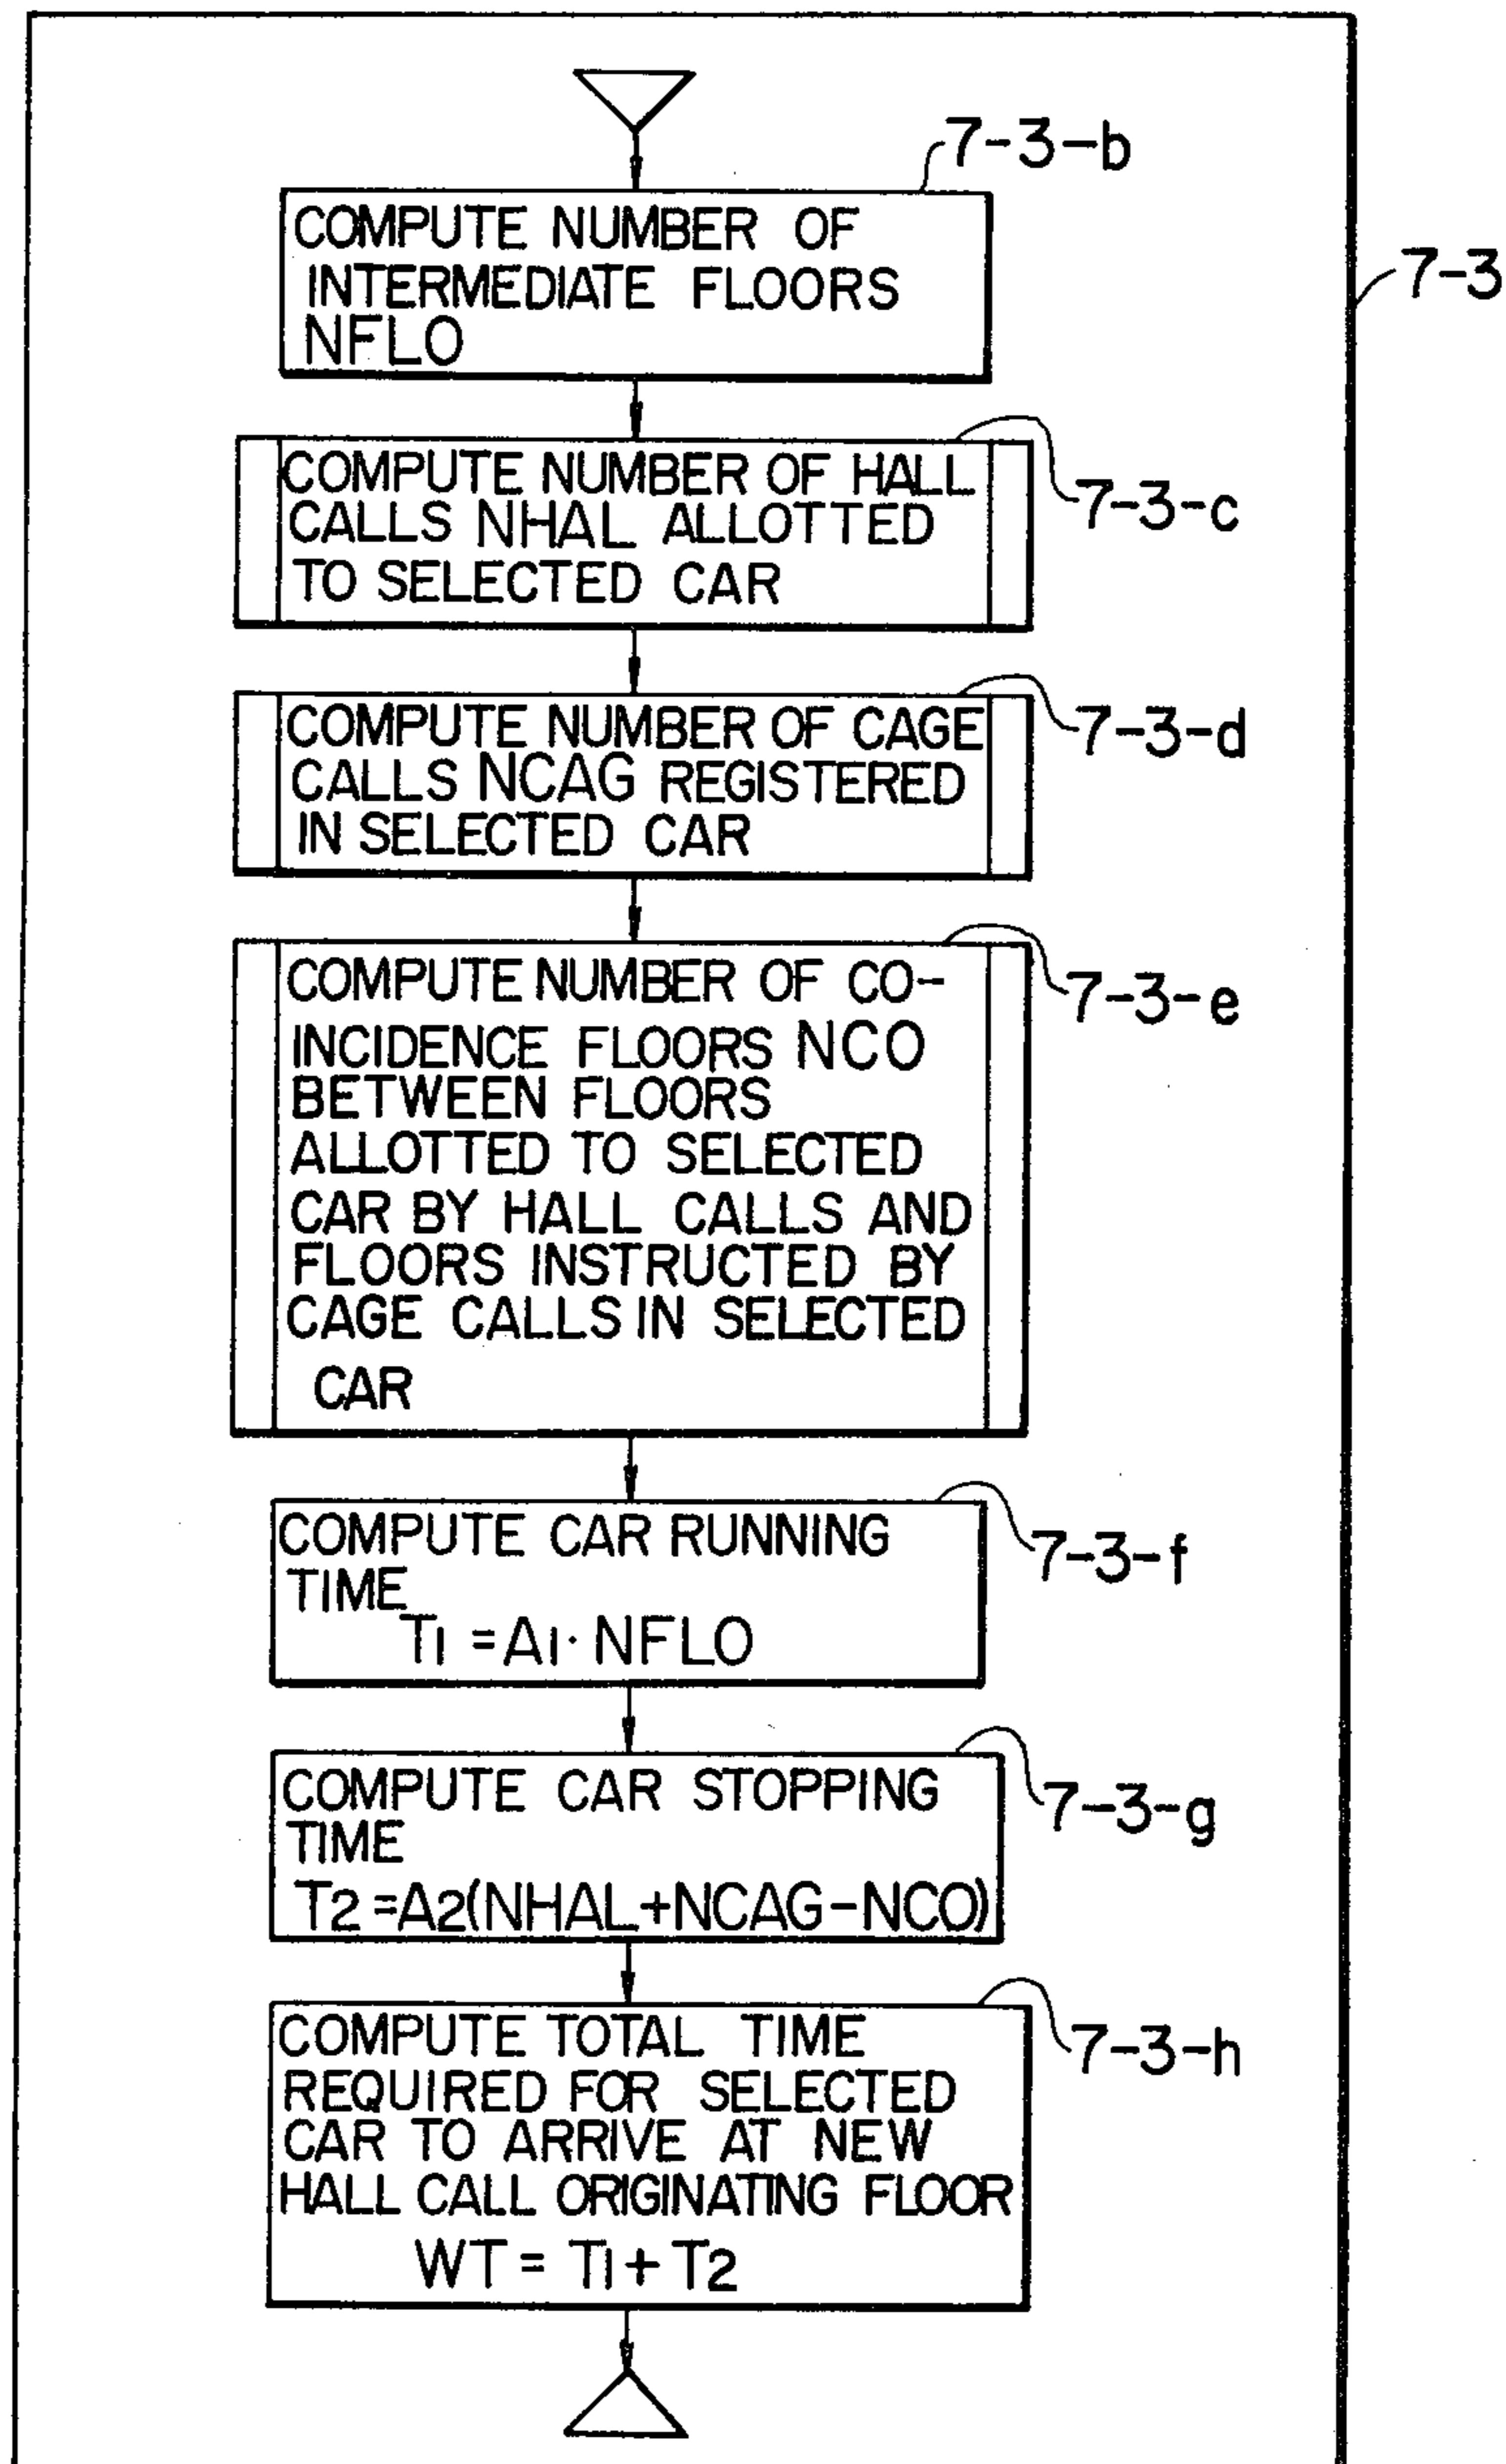 7-3-b
COMPUTE NUMBER OF
INTERMEDIATE FLOORS
NFLO
7-3
COMPUTE NUMBER OF HALL
CALLS NHAL ALLOTTED
TO SELECTED CAR
7-3-c
COMPUTE NUMBER OF CAGE
CALLS NCAG REGISTERED
IN SELECTED CAR
7-3-d
COMPUTE NUMBER OF CO-
INCIDENCE FLOORS NCO
BETWEEN FLOORS
ALLOTTED TO SELECTED
CAR BY HALL CALLS AND
FLOORS INSTRUCTED BY
CAGE CALLS IN SELECTED
CAR
7-3-e
COMPUTE CAR RUNNING
TIME
T1 = A1· NFLO
7-3-f
COMPUTE CAR STOPPING
TIME
T2 = A2(NHAL+NCAG-NCO)
7-3-g
COMPUTE TOTAL TIME
REQUIRED FOR SELECTED
CAR TO ARRIVE AT NEW
HALL CALL ORIGINATING FLOOR
WT = T1 + T2
7-3-h